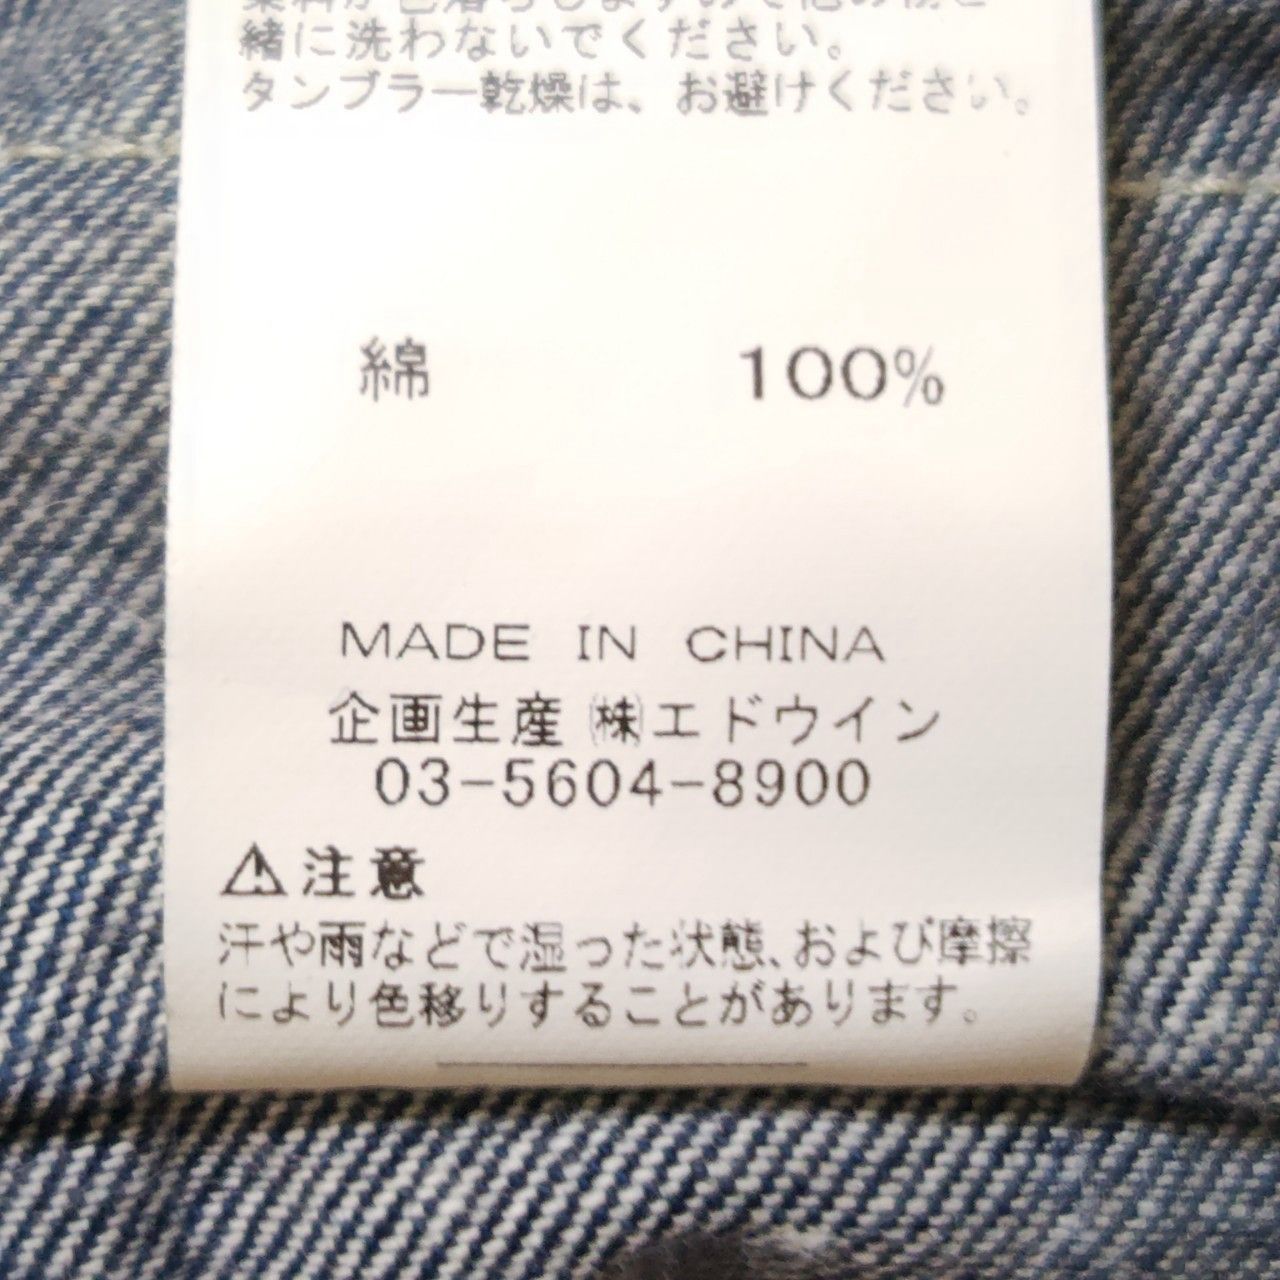 緒に洗わないでください。
タンブラー乾燥は、お避けください。
綿 100%
MADE IN CHINA
企画生産 ㈱エドウイン
03-5604-8900
⚠注意
汗や雨などで湿った状態、および摩擦
により色移りすることがあります。